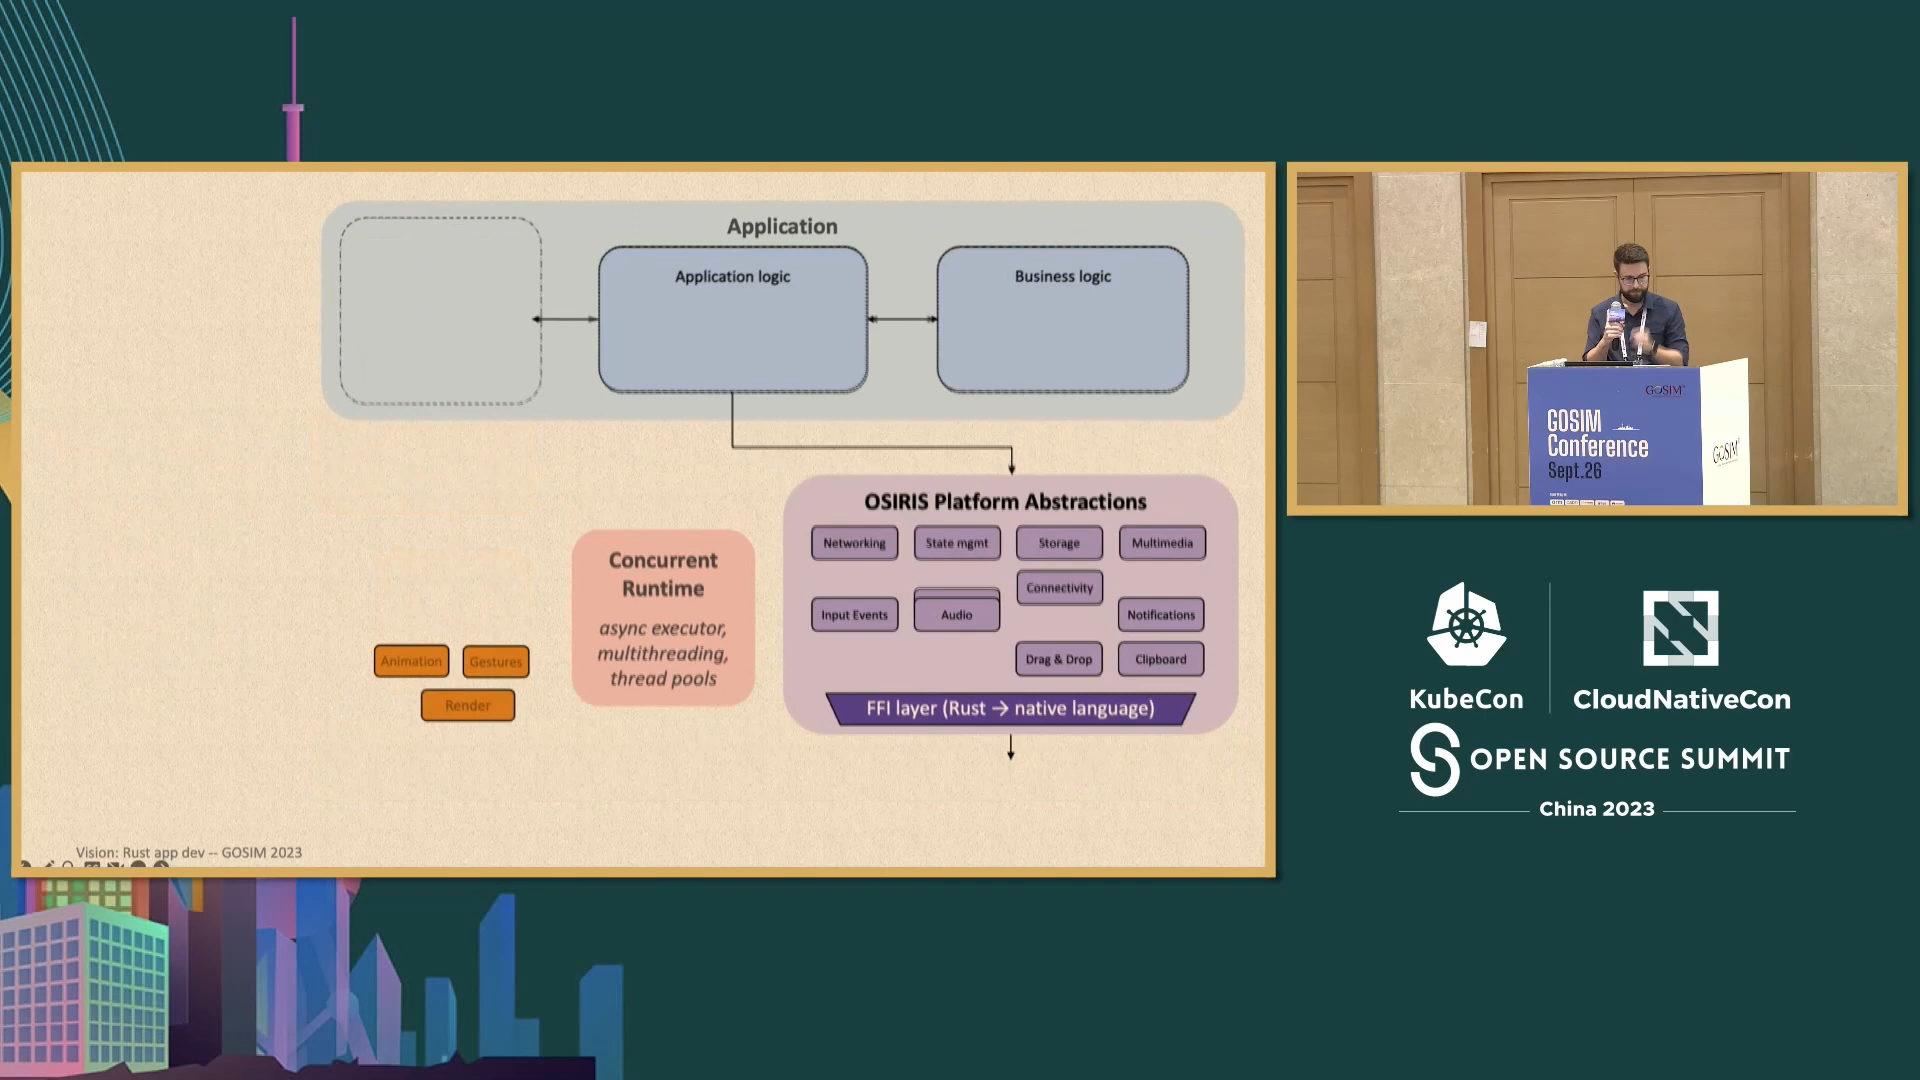 Application
Application logic
Business logic
OSIRIS Platform Abstractions
Networking
State mgmt
Storage
Multimedia
Connectivity
Input Events
Audio
Notifications
Drag & Drop
Clipboard
FFI layer (Rust → native language)
Concurrent
Runtime
async executor,
multithreading,
thread pools
Animation
Gestures
Render
Vision: Rust app dev -- GOSIM 2023
GOSIM
GOSIM
Conference
Sept.26
GOSIM
KubeCon
CloudNativeCon
OPEN SOURCE SUMMIT
China 2023